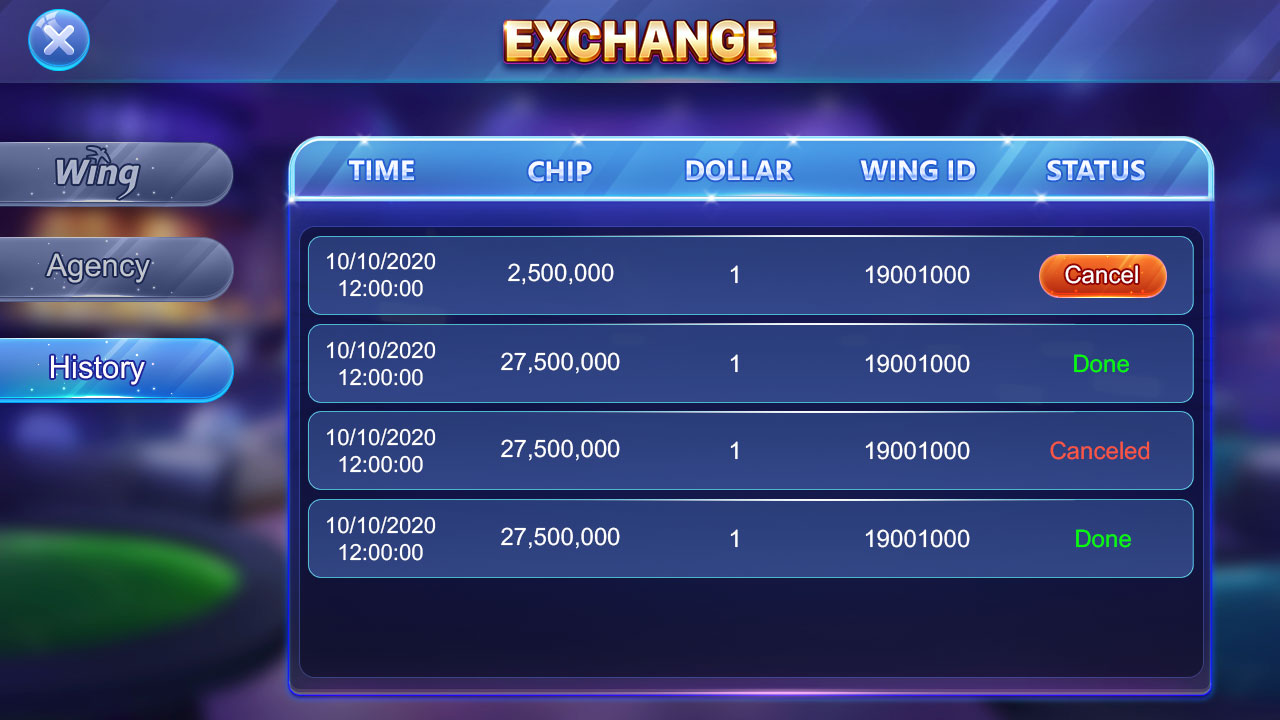 EXCHANGE
Wing
Agency
History
TIME CHIP DOLLAR WING ID STATUS
10/10/2020
12:00:00
2,500,000 1 19001000 Cancel
10/10/2020
12:00:00
27,500,000 1 19001000 Done
10/10/2020
12:00:00
27,500,000 1 19001000 Canceled
10/10/2020
12:00:00
27,500,000 1 19001000 Done